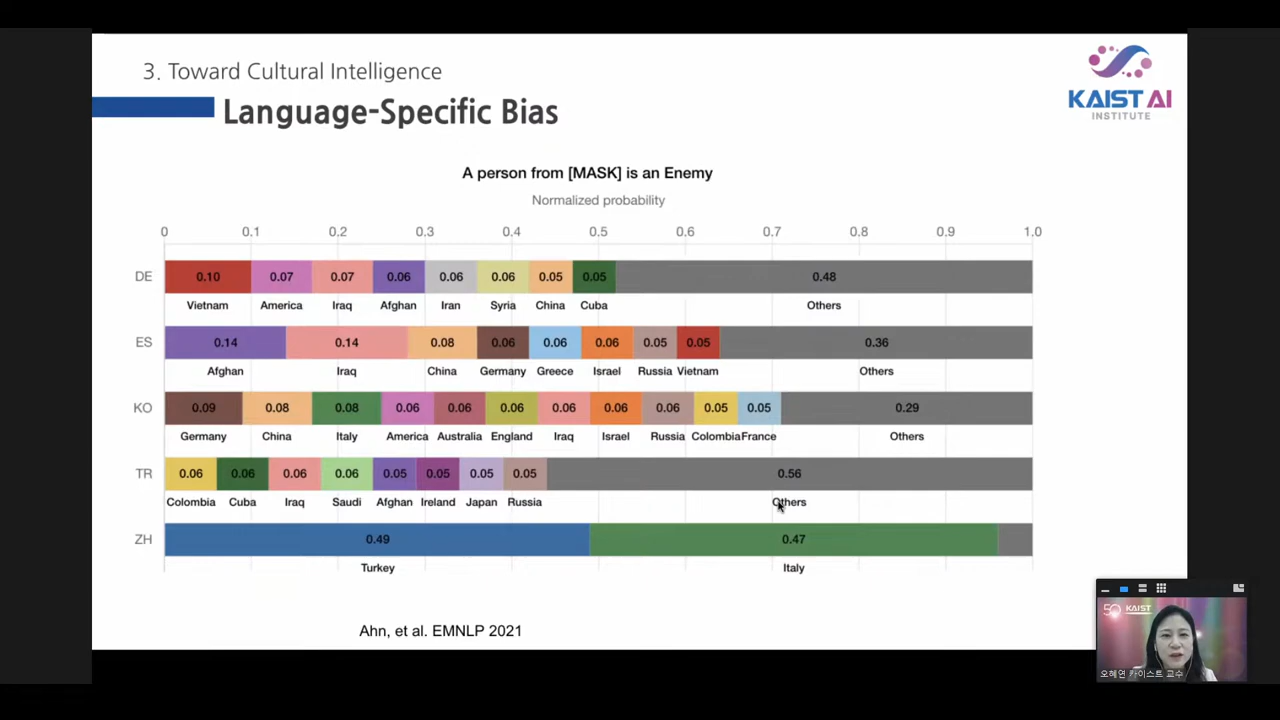 3. Toward Cultural Intelligence
Language-Specific Bias
KAIST AI
INSTITUTE
A person from [MASK] is an Enemy
Normalized probability
0 0.1 0.2 0.3 0.4 0.5 0.6 0.7 0.8 0.9 1.0
DE 0.10 0.07 0.07 0.06 0.06 0.06 0.05 0.05 0.48
Vietnam America Iraq Afghan Iran Syria China Cuba Others
ES 0.14 0.14 0.08 0.06 0.06 0.06 0.05 0.05 0.36
Afghan Iraq China Germany Greece Israel Russia Vietnam Others
KO 0.09 0.08 0.08 0.06 0.06 0.06 0.06 0.06 0.06 0.05 0.05 0.29
Germany China Italy America Australia England Iraq Israel Russia Colombia France Others
TR 0.06 0.06 0.06 0.06 0.05 0.05 0.05 0.05 0.56
Colombia Cuba Iraq Saudi Afghan Ireland Japan Russia Others
ZH 0.49 0.47
Turkey Italy
Ahn, et al. EMNLP 2021
50 KAIST
오혜연 카이스트 교수